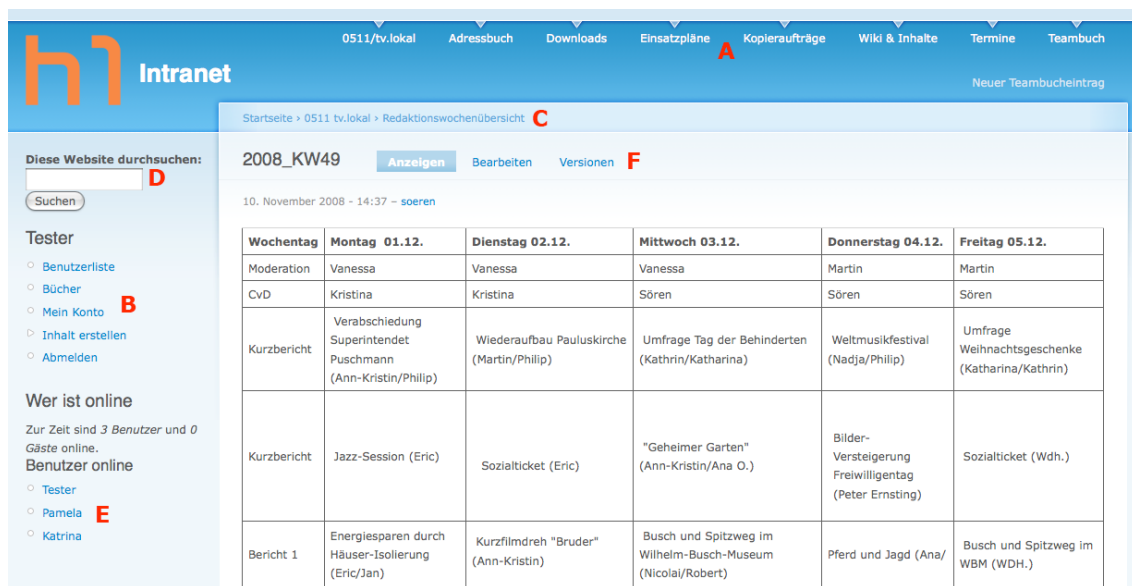 0511/tv.lokal Adressbuch Downloads Einsatzpläne Kopieraufträge Wiki & Inhalte Termine Teambuch
A
h1 Intranet
Neuer Teambucheintrag
Startseite › 0511 tv.lokal › Redaktionswochenübersicht C
Diese Website durchsuchen:
D
Suchen
Tester
Benutzerliste
Bücher
Mein Konto
B
Inhalt erstellen
Abmelden
Wer ist online
Zur Zeit sind 3 Benutzer und 0
Gäste online.
Benutzer online
Tester
Pamela
E
Katrina
2008_KW49 Anzeigen Bearbeiten Versionen F
10. November 2008 - 14:37 – soeren
Wochentag Montag 01.12. Dienstag 02.12. Mittwoch 03.12. Donnerstag 04.12. Freitag 05.12.
Moderation Vanessa Vanessa Vanessa Martin Martin
CvD Kristina Kristina Sören Sören Sören
Kurzbericht
Verabschiedung
Superintendet
Puschmann
(Ann-Kristin/Philip)
Wiederaufbau Pauluskirche
(Martin/Philip)
Umfrage Tag der Behinderten
(Kathrin/Katharina)
Weltmusikfestival
(Nadja/Philip)
Umfrage
Weihnachtsgeschenke
(Katharina/Kathrin)
Kurzbericht
Jazz-Session (Eric)
Sozialticket (Eric)
"Geheimer Garten"
(Ann-Kristin/Ana O.)
Bilder-
Versteigerung
Freiwilligentag
(Peter Ernsting)
Sozialticket (Wdh.)
Bericht 1
Energiesparen durch
Häuser-Isolierung
(Eric/Jan)
Kurzfilmdreh "Bruder"
(Ann-Kristin)
Busch und Spitzweg im
Wilhelm-Busch-Museum
(Nicolai/Robert)
Pferd und Jagd (Ana/
Busch und Spitzweg im
WBM (WDH.)